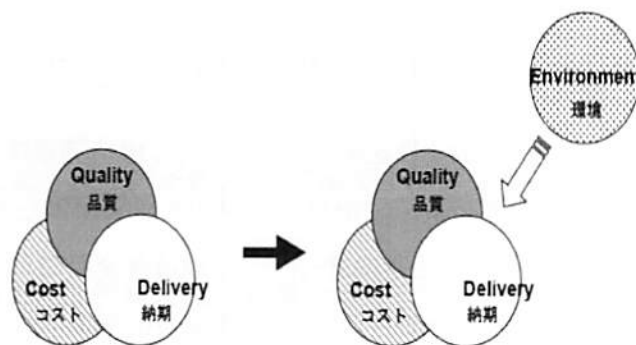 Environment
環境
Quality
品質
Cost
コスト
Delivery
納期
Quality
品質
Cost
コスト
Delivery
納期